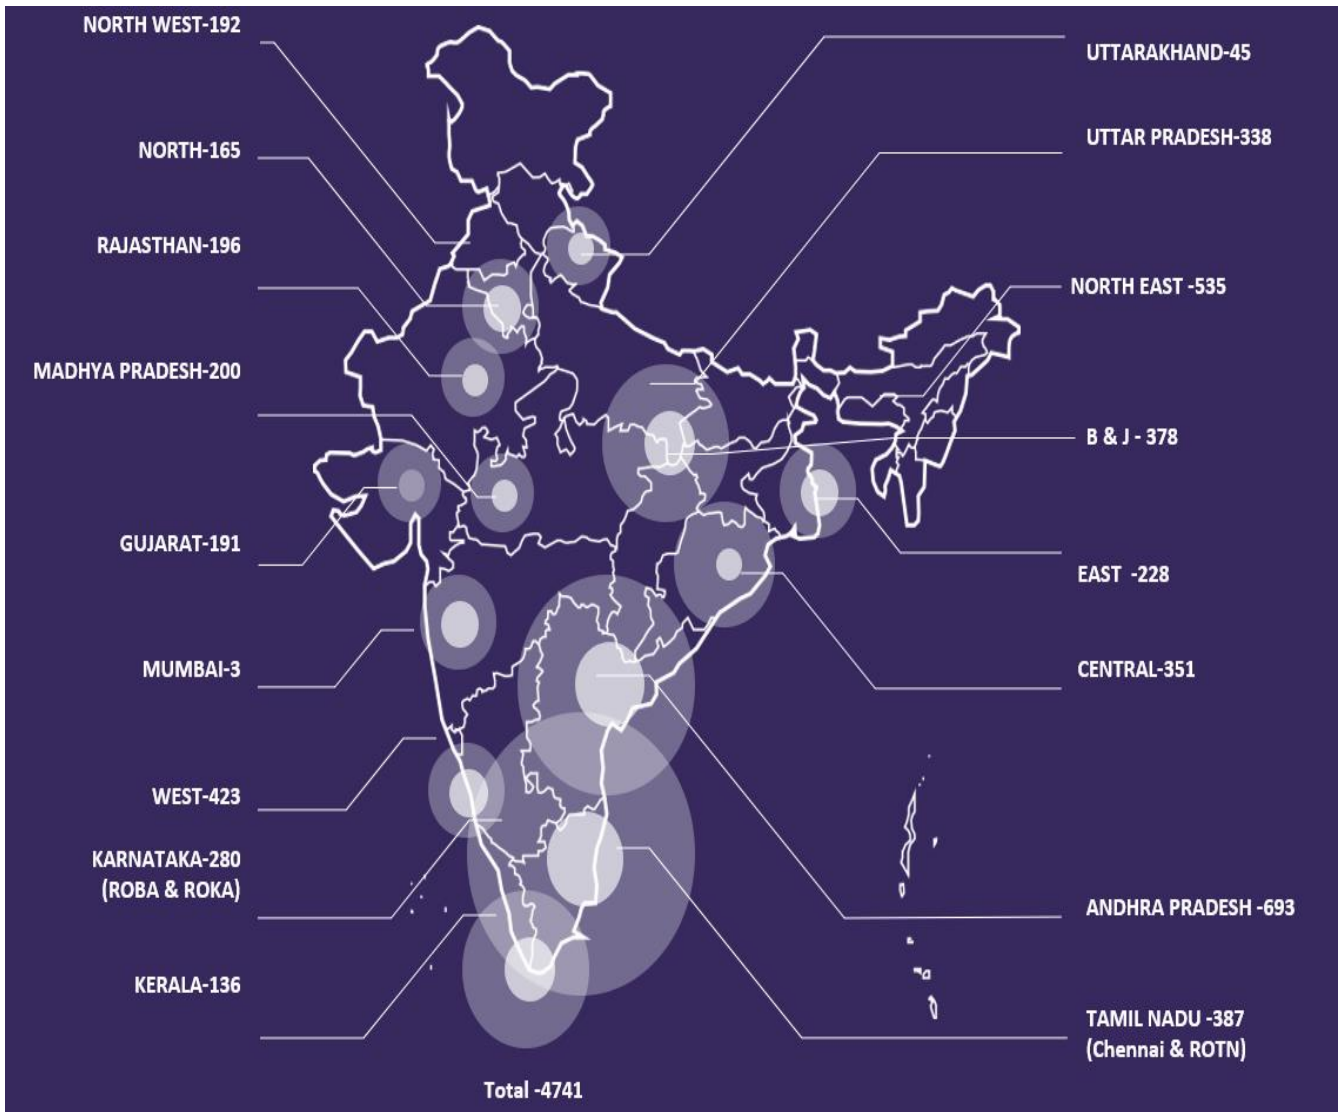 NORTH WEST-192
NORTH-165
RAJASTHAN-196
MADHYA PRADESH-200
GUJARAT-191
MUMBAI-3
WEST-423
KARNATAKA-280
(ROBA & ROKA)
KERALA-136
UTTARAKHAND-45
UTTAR PRADESH-338
NORTH EAST -535
B & J - 378
EAST -228
CENTRAL-351
ANDHRA PRADESH -693
TAMIL NADU -387
(Chennai & ROTN)
Total -4741